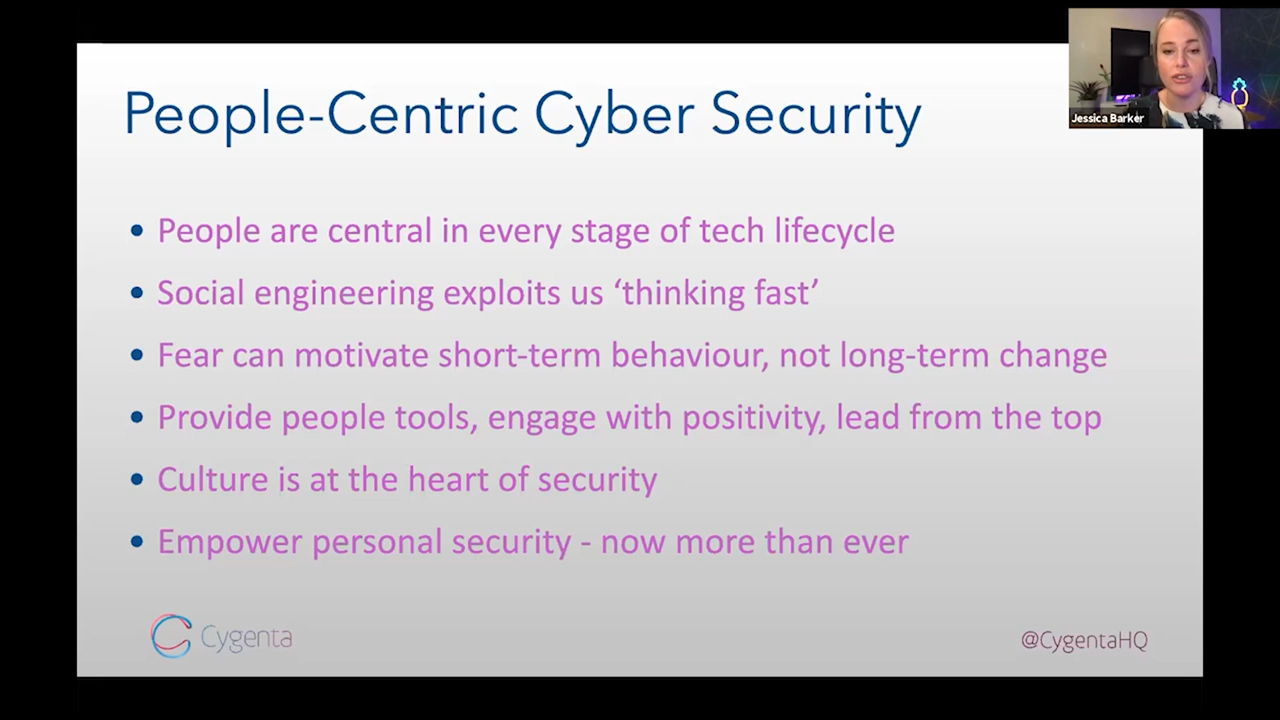 People-Centric Cyber Security
Jessica Barker
• People are central in every stage of tech lifecycle
• Social engineering exploits us ‘thinking fast’
• Fear can motivate short-term behaviour, not long-term change
• Provide people tools, engage with positivity, lead from the top
• Culture is at the heart of security
• Empower personal security - now more than ever
Cygenta
@CygentaHQ